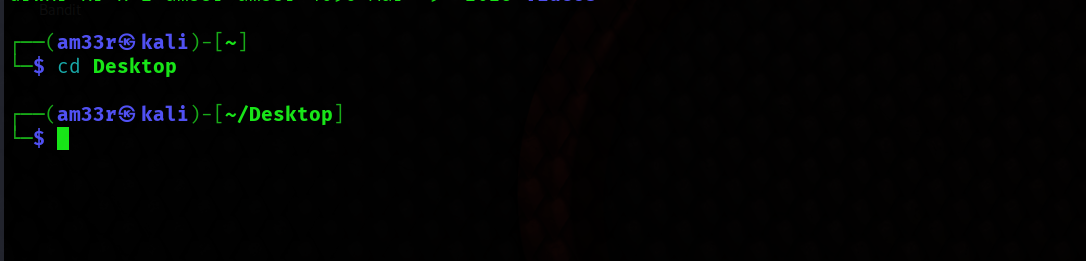 ┌──(am33r㉿kali)-[~]
└─$ cd Desktop
┌──(am33r㉿kali)-[~/Desktop]
└─$